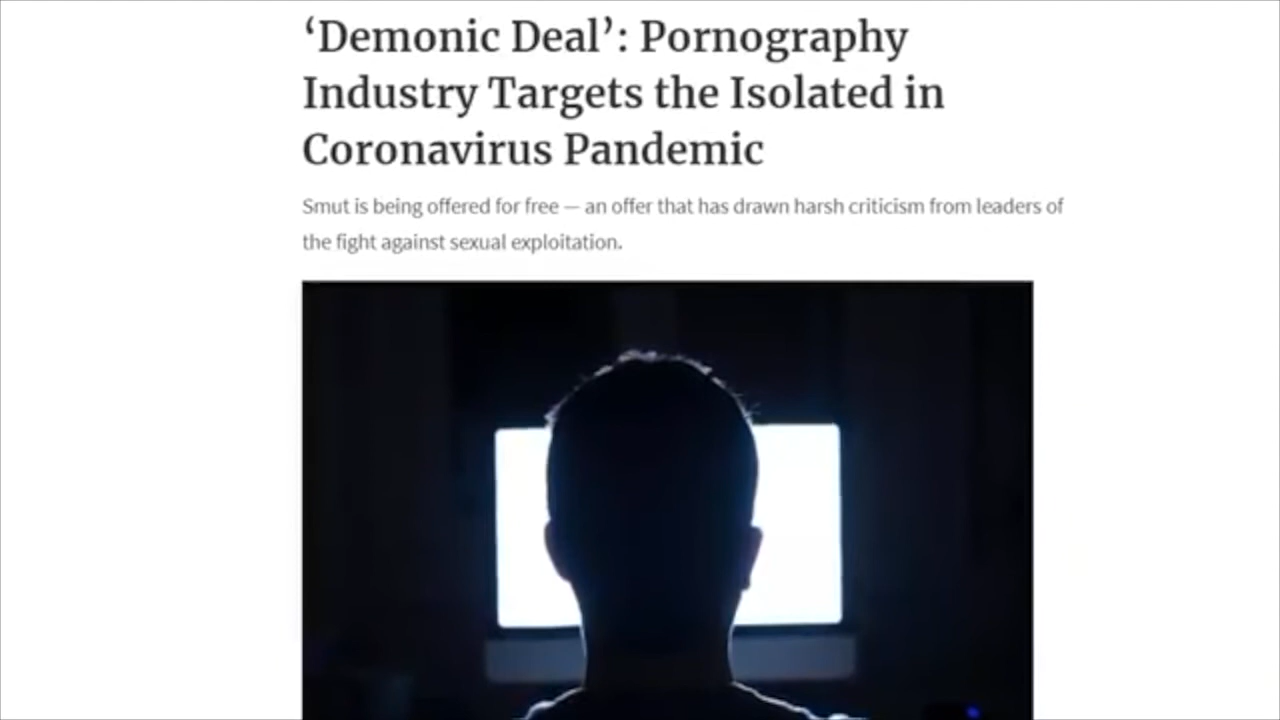 ‘Demonic Deal’: Pornography
Industry Targets the Isolated in
Coronavirus Pandemic
Smut is being offered for free — an offer that has drawn harsh criticism from leaders of
the fight against sexual exploitation.